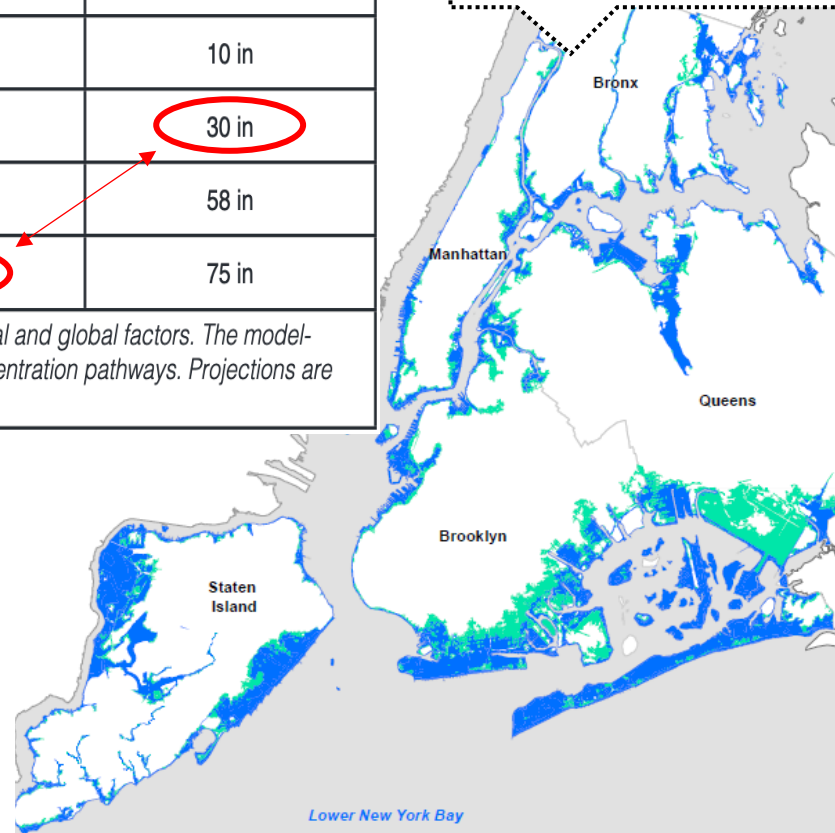 10 in
30 in
58 in
75 in
al and global factors. The model-
entration pathways. Projections are
Bronx
Manhattan
Queens
Brooklyn
Staten
Island
Lower New York Bay